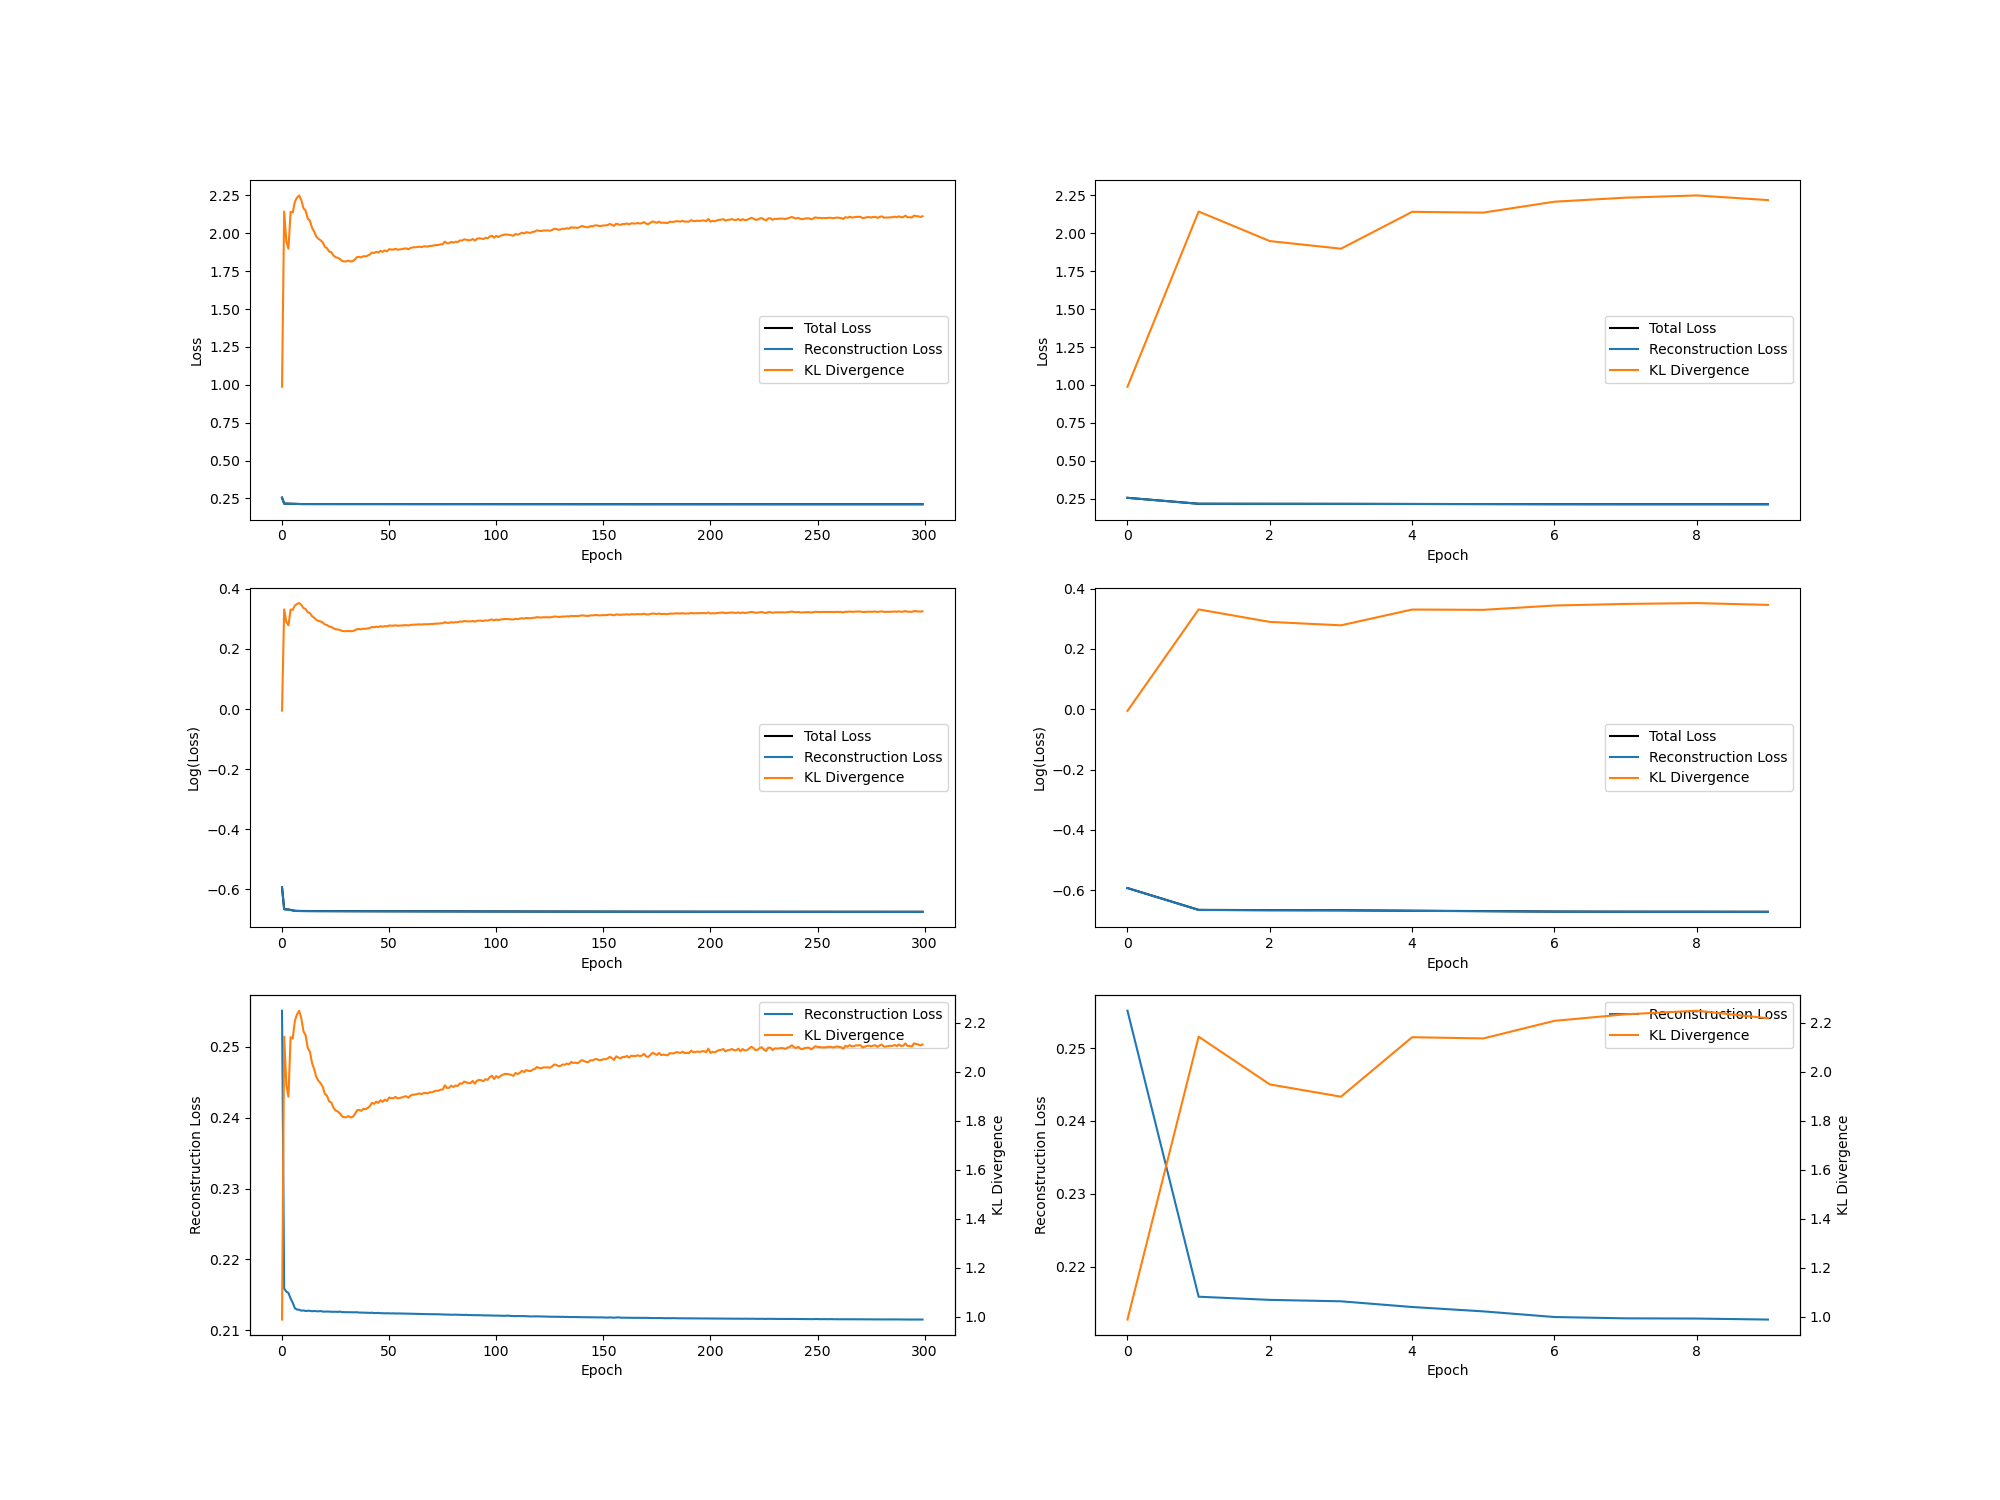 2.25
2.00
1.75
1.50
1.25
1.00
0.75
0.50
0.25
Loss
0 50 100 150 200 250 300
Epoch
Total Loss
Reconstruction Loss
KL Divergence
2.25
2.00
1.75
1.50
1.25
1.00
0.75
0.50
0.25
Loss
0 2 4 6 8
Epoch
Total Loss
Reconstruction Loss
KL Divergence
0.4
0.2
0.0
−0.2
−0.4
−0.6
Log(Loss)
0 50 100 150 200 250 300
Epoch
Total Loss
Reconstruction Loss
KL Divergence
0.4
0.2
0.0
−0.2
−0.4
−0.6
Log(Loss)
0 2 4 6 8
Epoch
Total Loss
Reconstruction Loss
KL Divergence
0.25
0.24
0.23
0.22
0.21
Reconstruction Loss
0 50 100 150 200 250 300
Epoch
Reconstruction Loss
KL Divergence
2.2
2.0
1.8
1.6
1.4
1.2
1.0
KL Divergence
0.25
0.24
0.23
0.22
Reconstruction Loss
0 2 4 6 8
Epoch
Reconstruction Loss
KL Divergence
2.2
2.0
1.8
1.6
1.4
1.2
1.0
KL Divergence